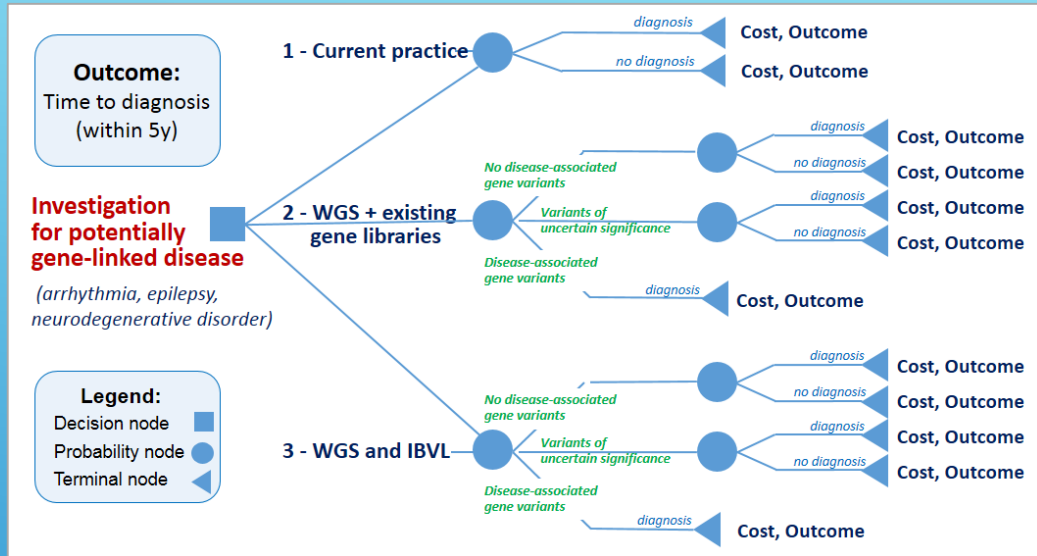 Outcome:
Time to diagnosis
(within 5y)
Investigation
for potentially
gene-linked disease
(arrhythmia, epilepsy,
neurodegenerative disorder)
Legend:
Decision node
Probability node
Terminal node
1 - Current practice
diagnosis
Cost, Outcome
no diagnosis
Cost, Outcome
2 - WGS + existing
gene libraries
No disease-associated
gene variants
diagnosis
Cost, Outcome
no diagnosis
Cost, Outcome
Variants of
uncertain significance
diagnosis
Cost, Outcome
no diagnosis
Cost, Outcome
Disease-associated
gene variants
diagnosis
Cost, Outcome
3 - WGS and IBVL
No disease-associated
gene variants
diagnosis
Cost, Outcome
no diagnosis
Cost, Outcome
Variants of
uncertain significance
diagnosis
Cost, Outcome
no diagnosis
Cost, Outcome
Disease-associated
gene variants
diagnosis
Cost, Outcome